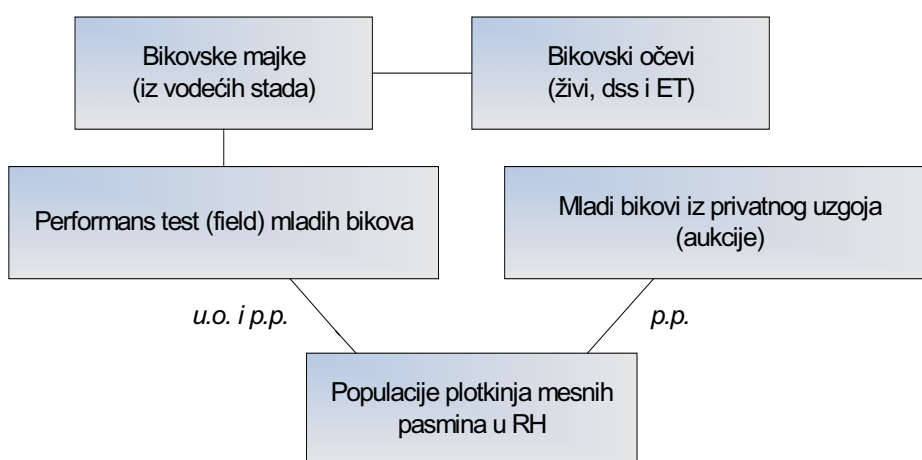 Bikovske majke
(iz vodećih stada)
Bikovski očevi
(živi, dss i ET)
Performans test (field) mladih bikova
Mladi bikovi iz privatnog uzgoja
(aukcije)
u.o. i p.p.
p.p.
Populacije plotkinja mesnih
pasmina u RH